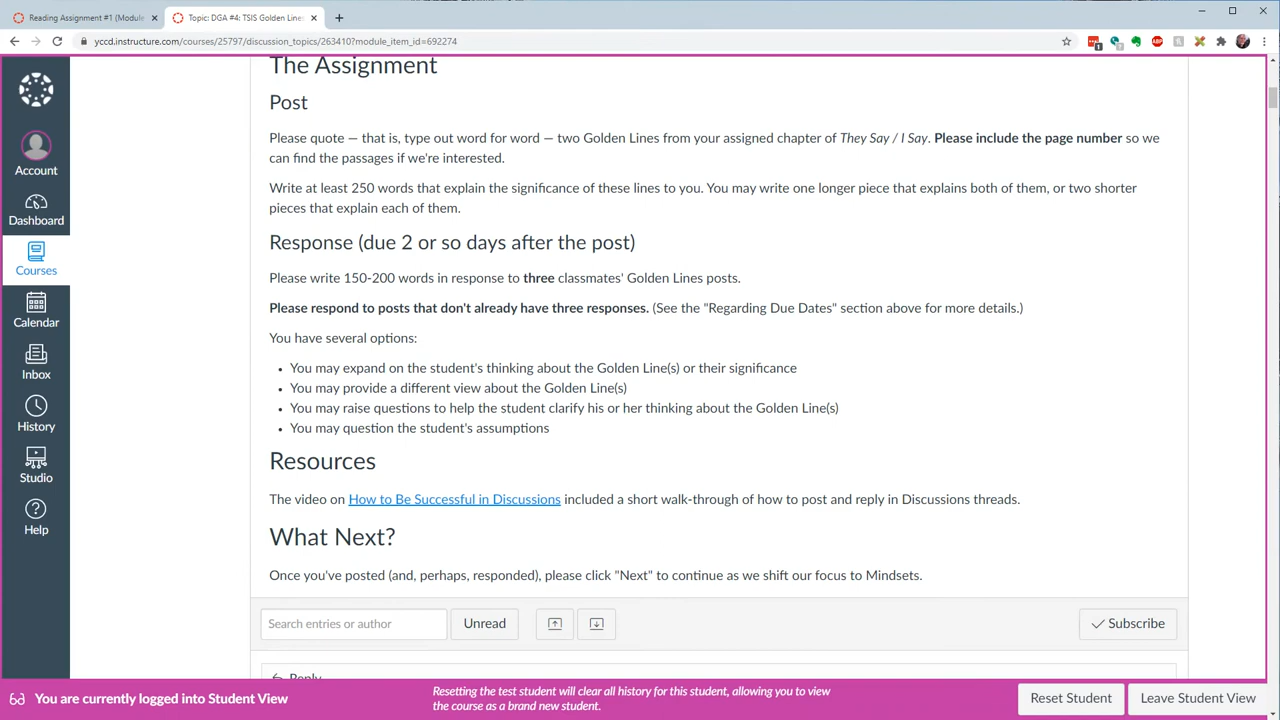 Reading Assignment #1 (Module
Topic: DGA #4: TSIS Golden Line
yccd.instructure.com/courses/25797/discussion_topics/263410?module_item_id=692274
The Assignment
Post
Please quote — that is, type out word for word — two Golden Lines from your assigned chapter of They Say / I Say. Please include the page number so we
can find the passages if we're interested.
Write at least 250 words that explain the significance of these lines to you. You may write one longer piece that explains both of them, or two shorter
pieces that explain each of them.
Response (due 2 or so days after the post)
Please write 150-200 words in response to three classmates' Golden Lines posts.
Please respond to posts that don't already have three responses. (See the "Regarding Due Dates" section above for more details.)
You have several options:
You may expand on the student's thinking about the Golden Line(s) or their significance
You may provide a different view about the Golden Line(s)
You may raise questions to help the student clarify his or her thinking about the Golden Line(s)
You may question the student's assumptions
Resources
The video on How to Be Successful in Discussions included a short walk-through of how to post and reply in Discussions threads.
What Next?
Once you've posted (and, perhaps, responded), please click "Next" to continue as we shift our focus to Mindsets.
Search entries or author
Unread
Subscribe
Reply
Account
Dashboard
Courses
Calendar
Inbox
History
Studio
Help
You are currently logged into Student View
Resetting the test student will clear all history for this student, allowing you to view
the course as a brand new student.
Reset Student
Leave Student View